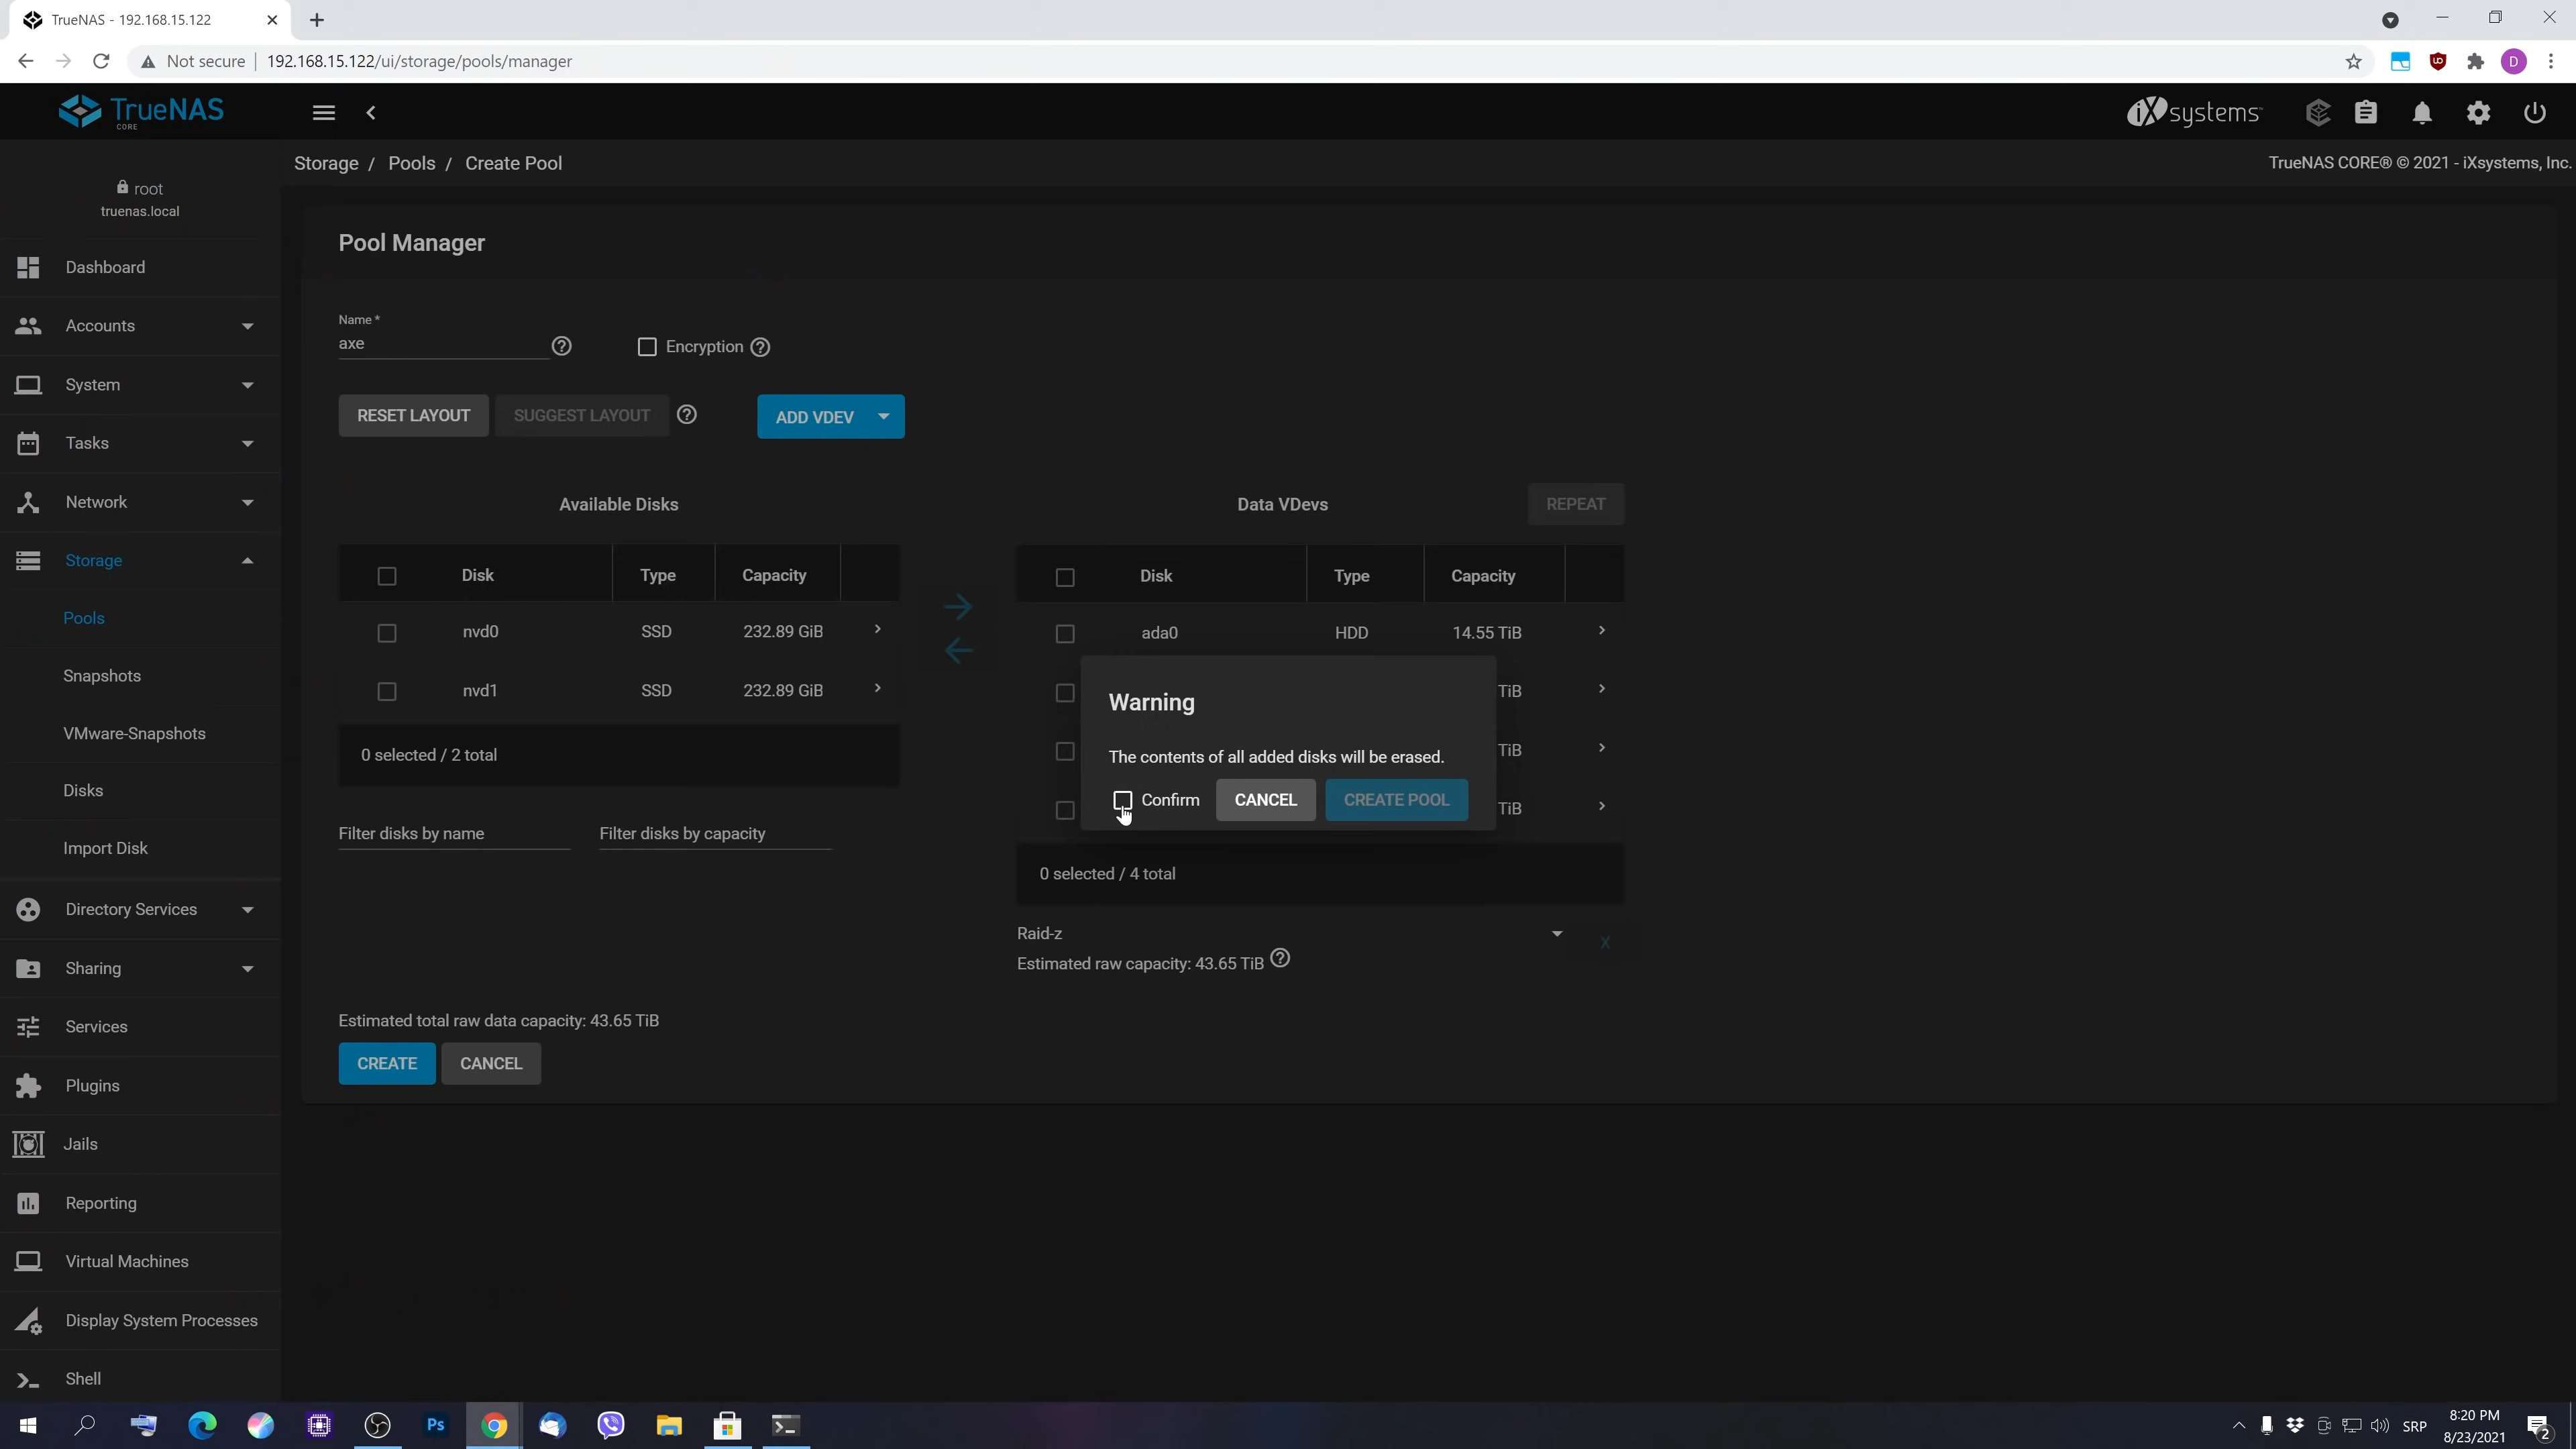 TrueNAS - 192.168.15.122
Not secure
192.168.15.122/ui/storage/pools/manager
TrueNAS
CORE
iXsystems
Storage / Pools / Create Pool
TrueNAS CORE® © 2021 - iXsystems, Inc.
root
truenas.local
Dashboard
Accounts
System
Tasks
Network
Storage
Pools
Snapshots
VMware-Snapshots
Disks
Import Disk
Directory Services
Sharing
Services
Plugins
Jails
Reporting
Virtual Machines
Display System Processes
Shell
Pool Manager
Name *
axe
Encryption
RESET LAYOUT
SUGGEST LAYOUT
ADD VDEV
Available Disks
Disk Type Capacity
nvd0 SSD 232.89 GiB
nvd1 SSD 232.89 GiB
0 selected / 2 total
Filter disks by name
Filter disks by capacity
Data VDevs
REPEAT
Disk Type Capacity
ada0 HDD 14.55 TiB
TiB
TiB
TiB
Warning
The contents of all added disks will be erased.
Confirm
CANCEL
CREATE POOL
0 selected / 4 total
Raid-z
X
Estimated raw capacity: 43.65 TiB
Estimated total raw data capacity: 43.65 TiB
CREATE
CANCEL
Ps
SRP
8:20 PM
8/23/2021
2
D